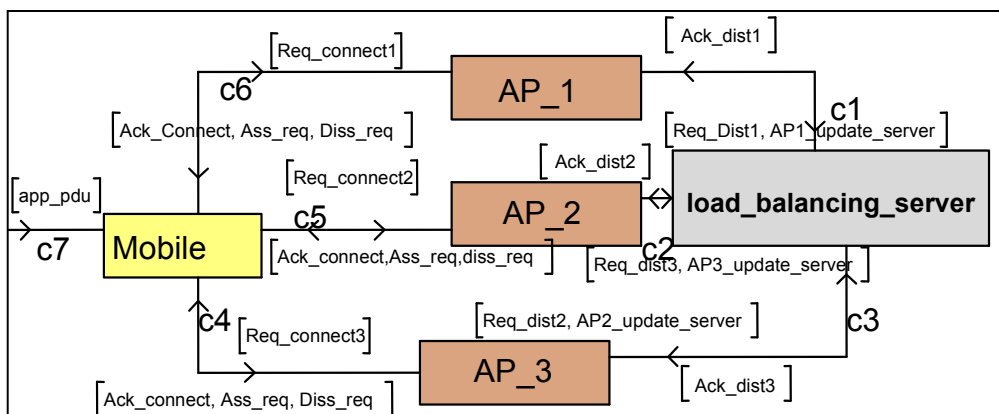 [Req_connect1]
[Ack_dist1]
c6
AP_1
c1
[Ack_Connect, Ass_req, Diss_req]
[Req_Dist1, AP1_update_server]
[Req_connect2]
[Ack_dist2]
[app_pdu]
c7
Mobile
c5
AP_2
load_balancing_server
c2
[Ack_connect,Ass_req,diss_req]
[Req_dist3, AP3_update_server]
c4
[Req_connect3]
[Req_dist2, AP2_update_server]
c3
AP_3
[Ack_connect, Ass_req, Diss_req]
[Ack_dist3]